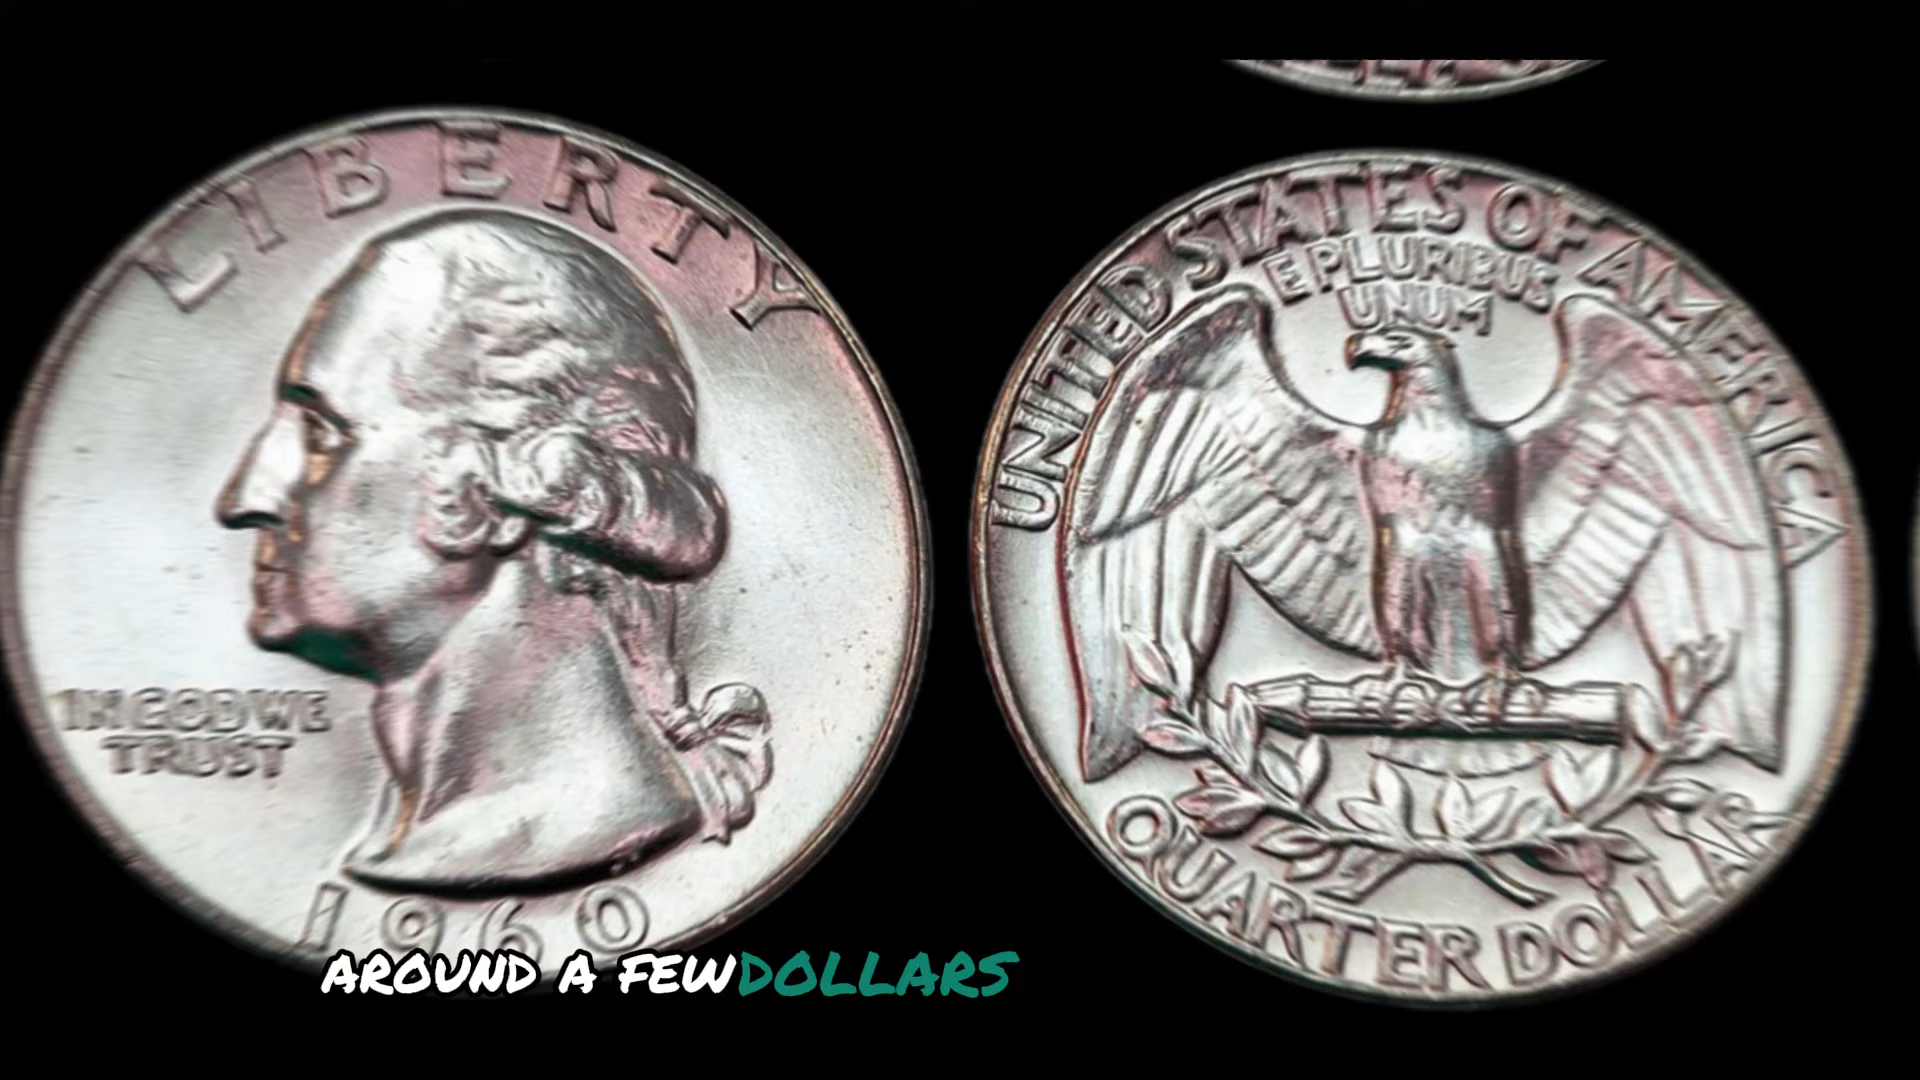 LIBERTY
IN GOD WE
TRUST
1960
UNITED STATES OF AMERICA
E PLURIBUS
UNUM
QUARTER DOLLAR
AROUND A FEW DOLLARS